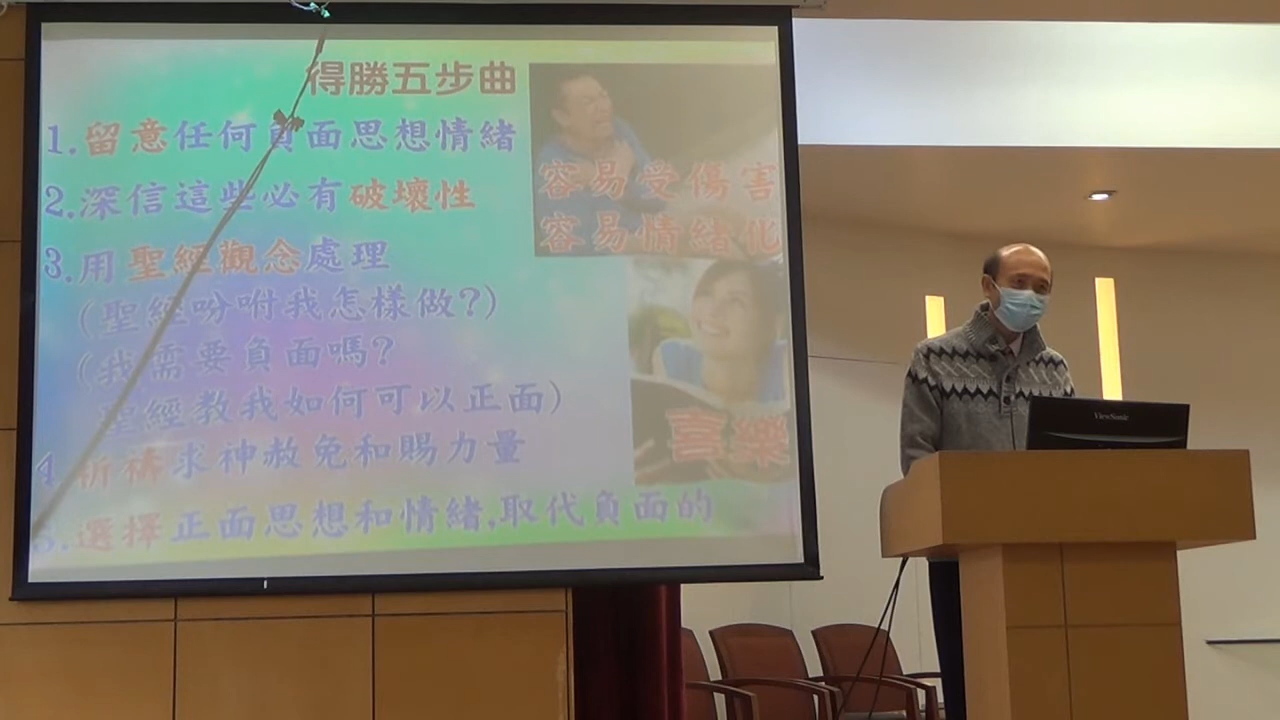 得勝五步曲
1.留意任何負面思想情緒
2.深信這些必有破壞性
3.用聖經觀念處理
(聖經吩咐我怎樣做?)
(我需要負面嗎?
聖經教我如何可以正面)
4.祈禱求神赦免和賜力量
5.選擇正面思想和情緒,取代負面的
容易受傷害
容易情緒化
喜樂
ViewSonic